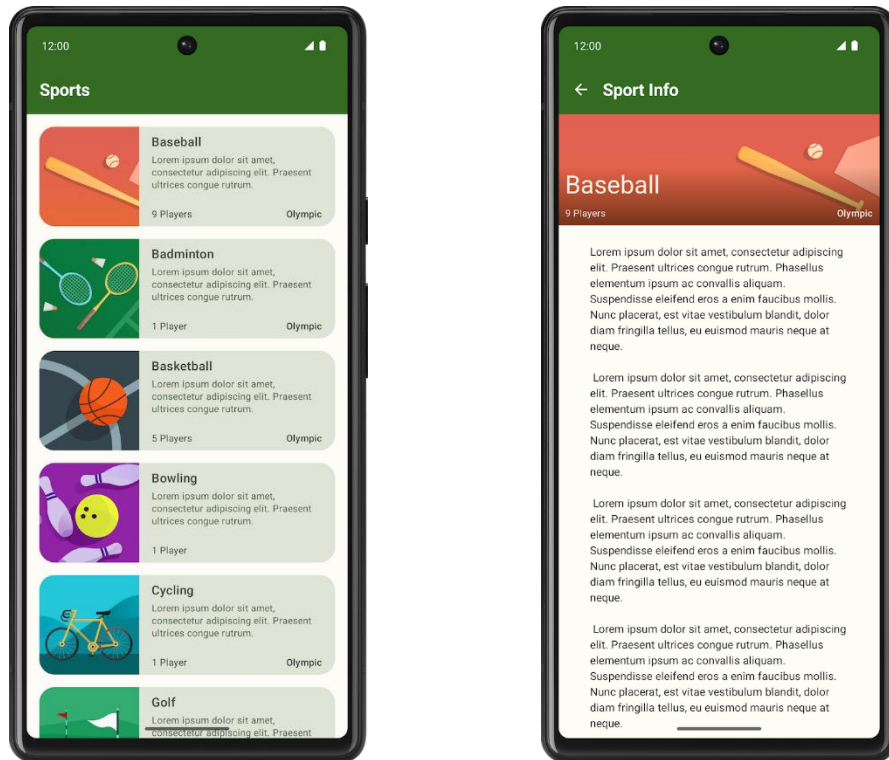 12:00
Sports
Baseball
Lorem ipsum dolor sit amet,
consectetur adipiscing elit. Praesent
ultrices congue rutrum.
9 Players Olympic
Badminton
Lorem ipsum dolor sit amet,
consectetur adipiscing elit. Praesent
ultrices congue rutrum.
1 Player Olympic
Basketball
Lorem ipsum dolor sit amet,
consectetur adipiscing elit. Praesent
ultrices congue rutrum.
5 Players Olympic
Bowling
Lorem ipsum dolor sit amet,
consectetur adipiscing elit. Praesent
ultrices congue rutrum.
1 Player
Cycling
Lorem ipsum dolor sit amet,
consectetur adipiscing elit. Praesent
ultrices congue rutrum.
1 Player Olympic
Golf
Lorem ipsum dolor sit amet,
consectetur adipiscing elit. Praesent
12:00
Sport Info
Baseball
9 Players Olympic
Lorem ipsum dolor sit amet, consectetur adipiscing
elit. Praesent ultrices congue rutrum. Phasellus
elementum ipsum ac convallis aliquam.
Suspendisse eleifend eros a enim faucibus mollis.
Nunc placerat, est vitae vestibulum blandit, dolor
diam fringilla tellus, eu euismod mauris neque at
neque.
Lorem ipsum dolor sit amet, consectetur adipiscing
elit. Praesent ultrices congue rutrum. Phasellus
elementum ipsum ac convallis aliquam.
Suspendisse eleifend eros a enim faucibus mollis.
Nunc placerat, est vitae vestibulum blandit, dolor
diam fringilla tellus, eu euismod mauris neque at
neque.
Lorem ipsum dolor sit amet, consectetur adipiscing
elit. Praesent ultrices congue rutrum. Phasellus
elementum ipsum ac convallis aliquam.
Suspendisse eleifend eros a enim faucibus mollis.
Nunc placerat, est vitae vestibulum blandit, dolor
diam fringilla tellus, eu euismod mauris neque at
neque.
Lorem ipsum dolor sit amet, consectetur adipiscing
elit. Praesent ultrices congue rutrum. Phasellus
elementum ipsum ac convallis aliquam.
Suspendisse eleifend eros a enim faucibus mollis.
Nunc placerat, est vitae vestibulum blandit, dolor
diam fringilla tellus, eu euismod mauris neque at
neque.